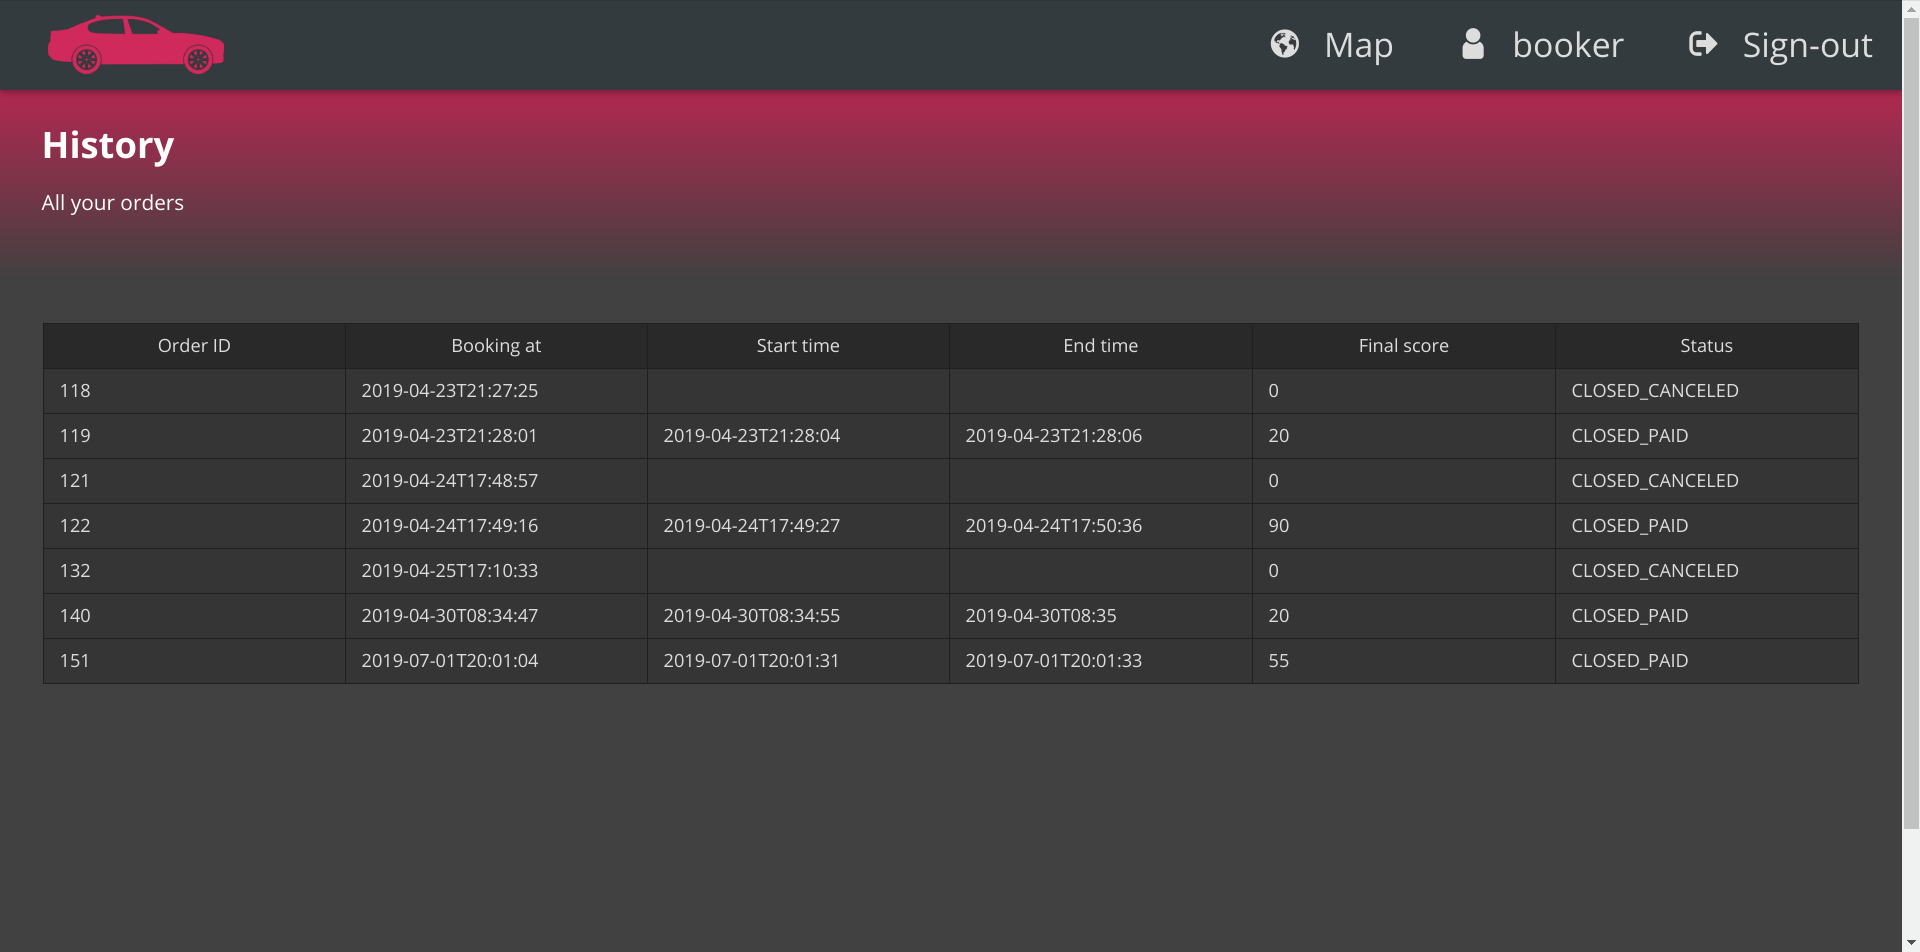 Map booker Sign-out
History
All your orders
Order ID Booking at Start time End time Final score Status
118 2019-04-23T21:27:25 0 CLOSED_CANCELED
119 2019-04-23T21:28:01 2019-04-23T21:28:04 2019-04-23T21:28:06 20 CLOSED_PAID
121 2019-04-24T17:48:57 0 CLOSED_CANCELED
122 2019-04-24T17:49:16 2019-04-24T17:49:27 2019-04-24T17:50:36 90 CLOSED_PAID
132 2019-04-25T17:10:33 0 CLOSED_CANCELED
140 2019-04-30T08:34:47 2019-04-30T08:34:55 2019-04-30T08:35 20 CLOSED_PAID
151 2019-07-01T20:01:04 2019-07-01T20:01:31 2019-07-01T20:01:33 55 CLOSED_PAID